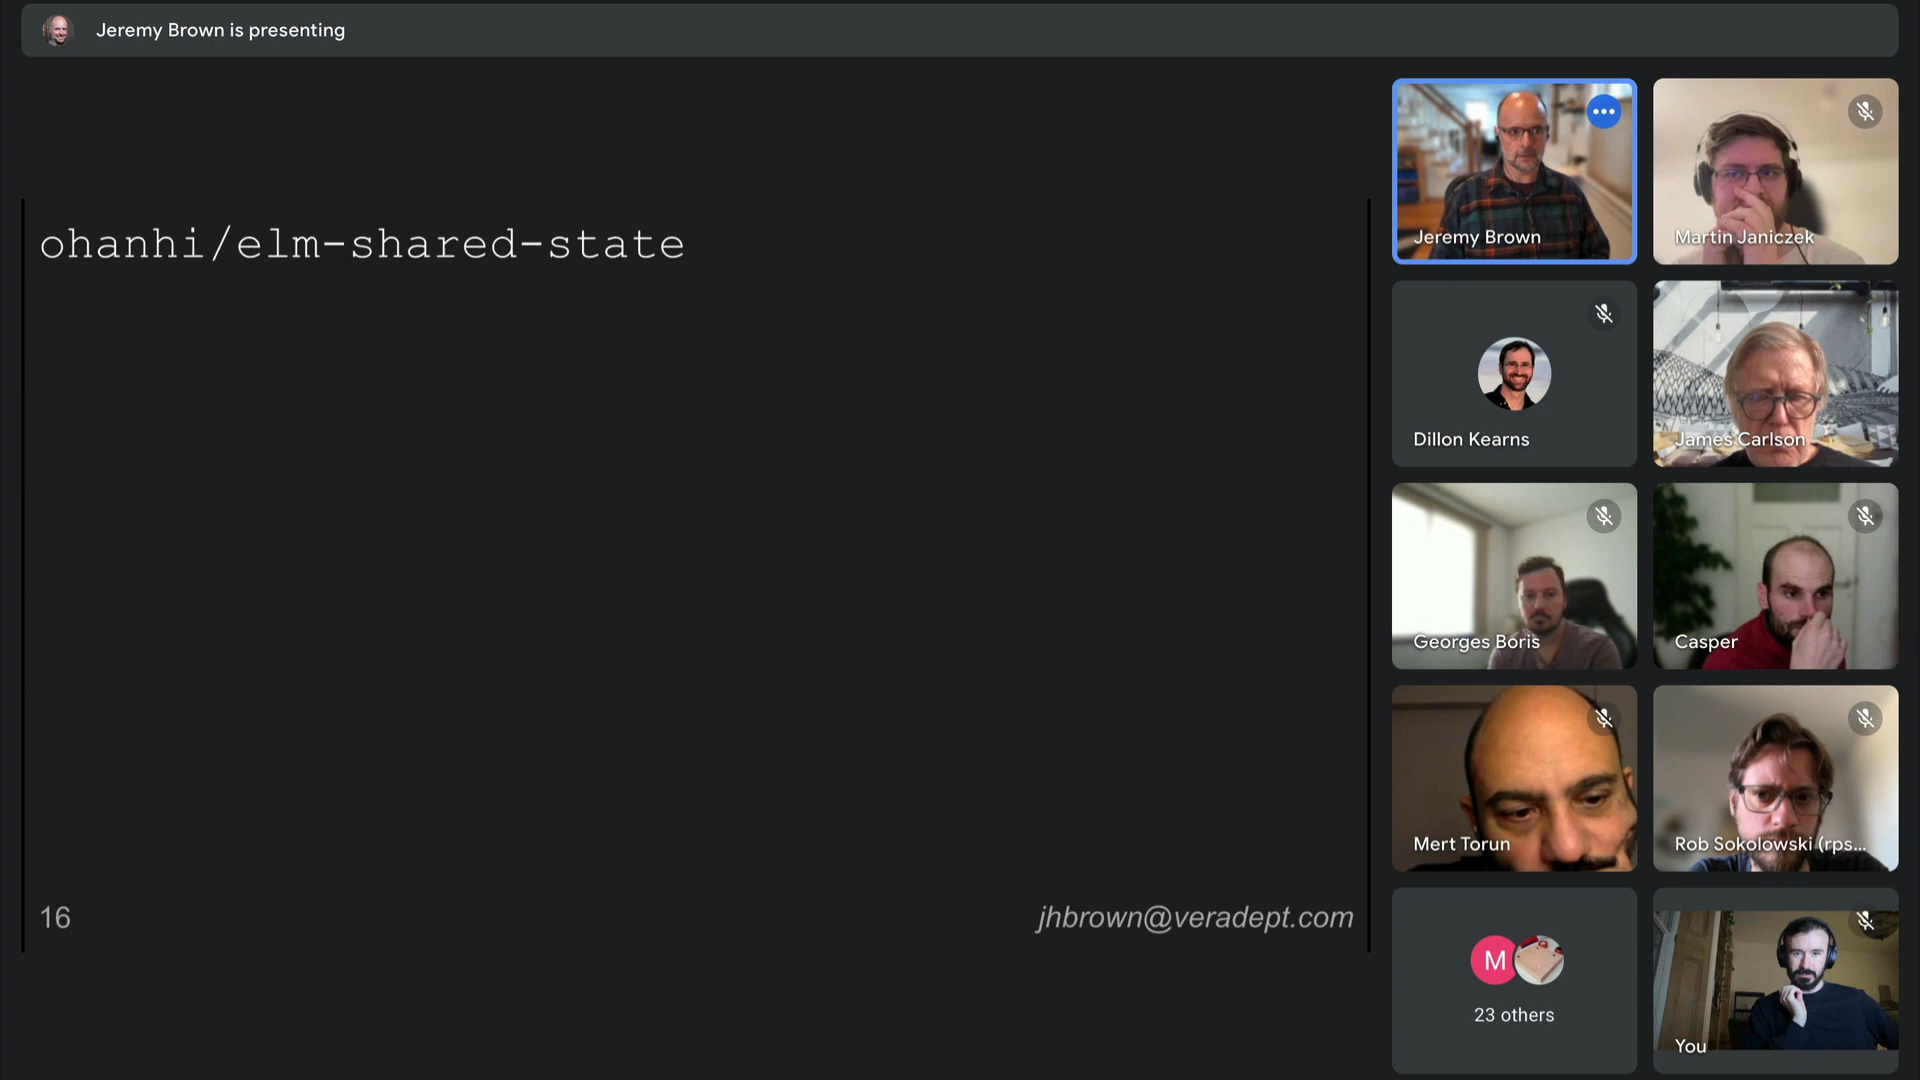 Jeremy Brown is presenting
ohanhi/elm-shared-state
16
jhbrown@veradept.com
Jeremy Brown
Martin Janiczek
Dillon Kearns
James Carlson
Georges Boris
Casper
Mert Torun
Rob Sokolowski (rps...
M
23 others
You